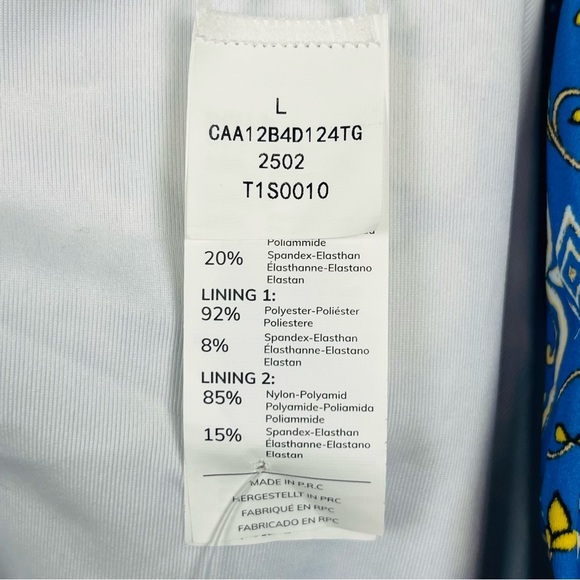 L
CAA12B4D124TG
2502
T1S0010
Poliammide
20% Spandex-Elasthan
Élasthanne-Elastano
Elastan
LINING 1:
92% Polyester-Poliéster
Poliestere
8% Spandex-Elasthan
Élasthanne-Elastano
Elastan
LINING 2:
85% Nylon-Polyamid
Polyamide-Poliamida
Poliammide
15% Spandex-Elasthan
Élasthanne-Elastano
Elastan
MADE IN P.R.C
HERGESTELLT IN PRC
FABRIQUÉ EN RPC
FABRICADO EN RPC